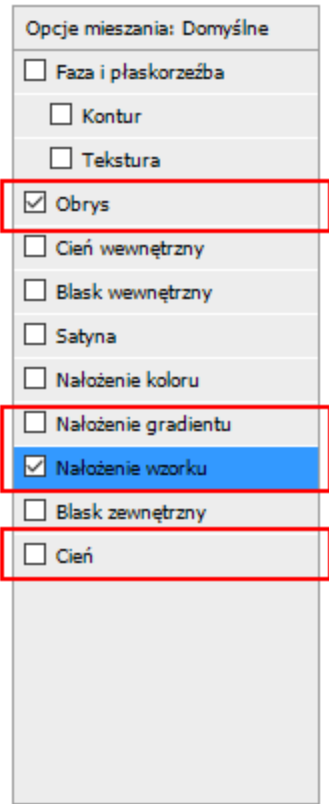 Opcje mieszania: Domyślne
Faza i płaskorzeźba
Kontur
Tekstura
Obrys
Cień wewnętrzny
Blask wewnętrzny
Satyna
Nałożenie koloru
Nałożenie gradientu
Nałożenie wzorku
Blask zewnętrzny
Cień